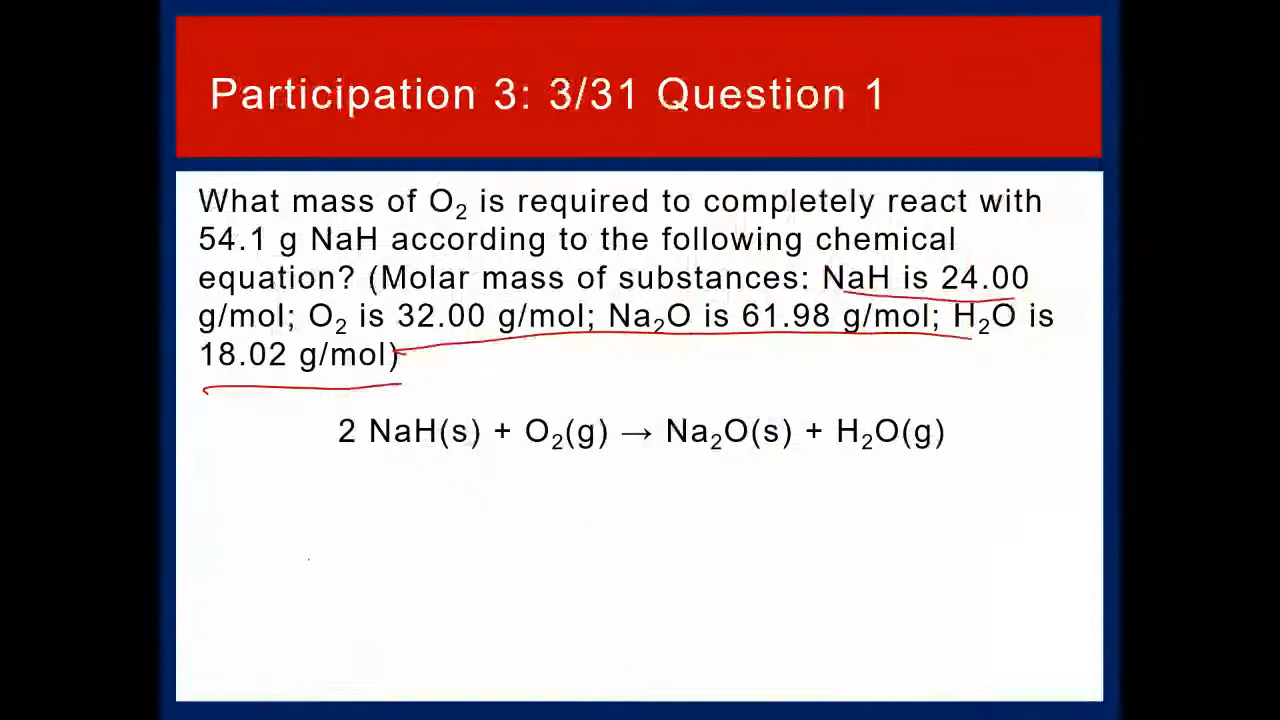 Participation 3: 3/31 Question 1
What mass of O₂ is required to completely react with
54.1 g NaH according to the following chemical
equation? (Molar mass of substances: NaH is 24.00
g/mol; O₂ is 32.00 g/mol; Na₂O is 61.98 g/mol; H₂O is
18.02 g/mol)
2 NaH(s) + O₂(g) → Na₂O(s) + H₂O(g)